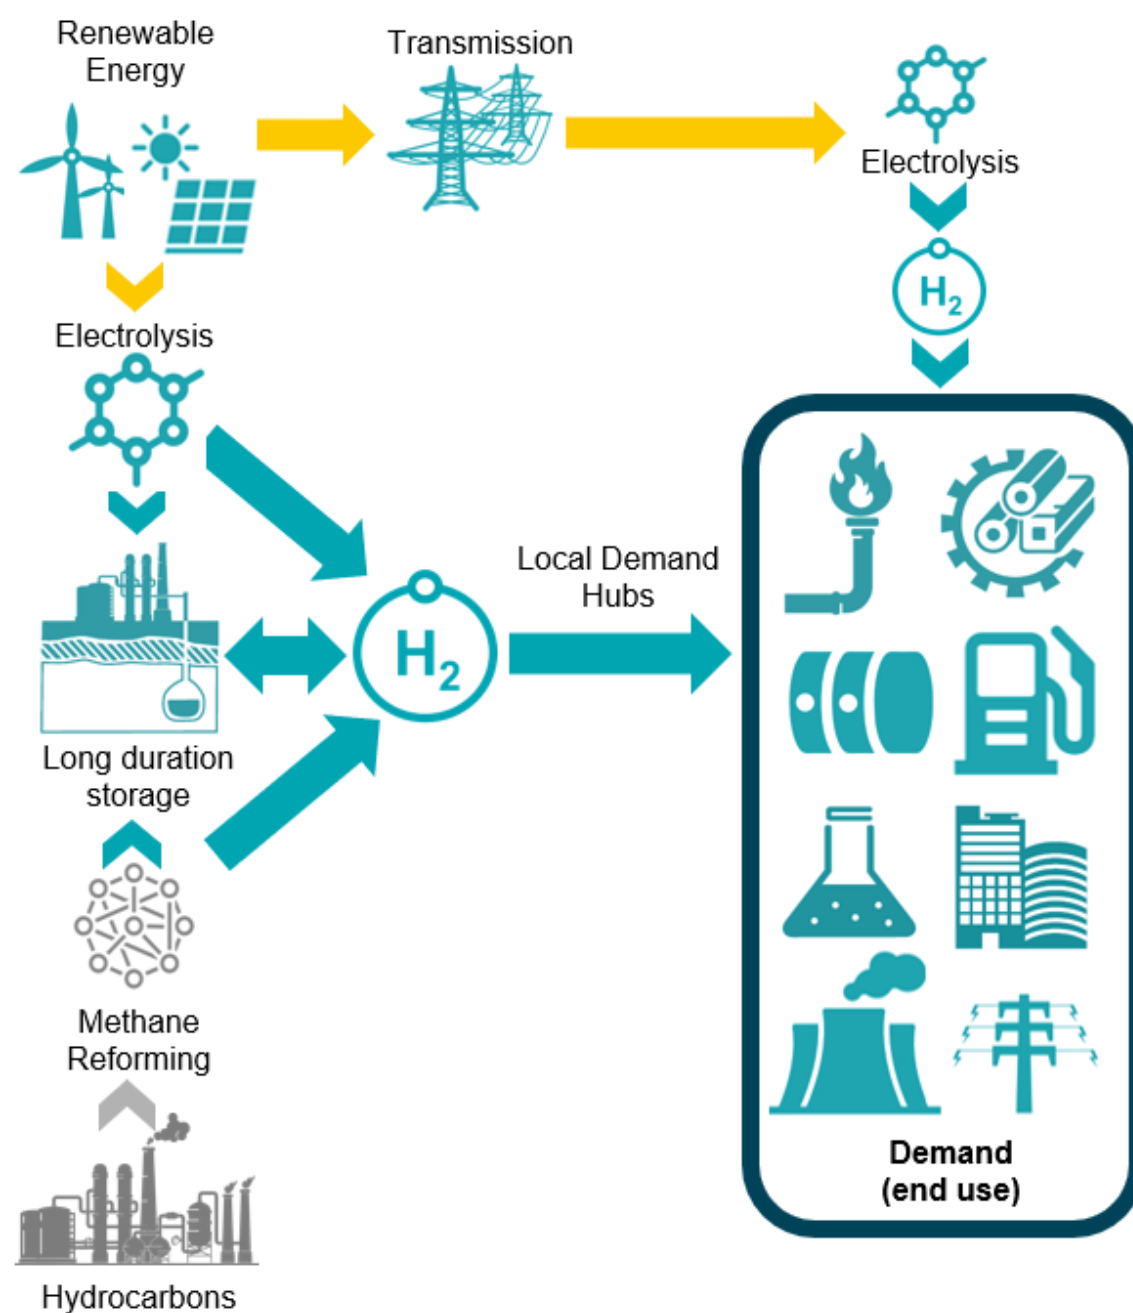 Renewable
Energy
Transmission
Electrolysis
H₂
Electrolysis
Local Demand
Hubs
H₂
Long duration
storage
Methane
Reforming
Hydrocarbons
Demand
(end use)